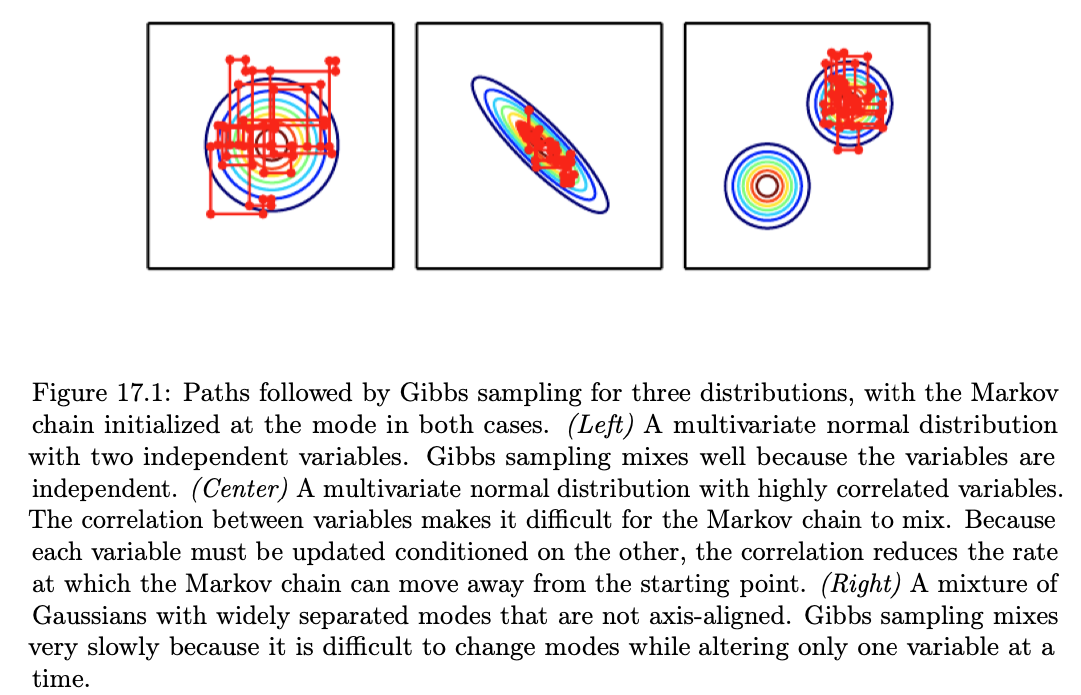 Figure 17.1: Paths followed by Gibbs sampling for three distributions, with the Markov
chain initialized at the mode in both cases. (Left) A multivariate normal distribution
with two independent variables. Gibbs sampling mixes well because the variables are
independent. (Center) A multivariate normal distribution with highly correlated variables.
The correlation between variables makes it difficult for the Markov chain to mix. Because
each variable must be updated conditioned on the other, the correlation reduces the rate
at which the Markov chain can move away from the starting point. (Right) A mixture of
Gaussians with widely separated modes that are not axis-aligned. Gibbs sampling mixes
very slowly because it is difficult to change modes while altering only one variable at a
time.